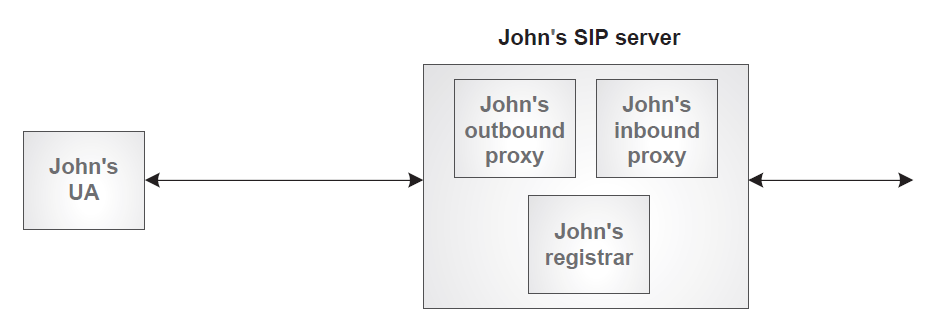 John's SIP server
John's
outbound
proxy
John's
inbound
proxy
John's
UA
John's
registrar